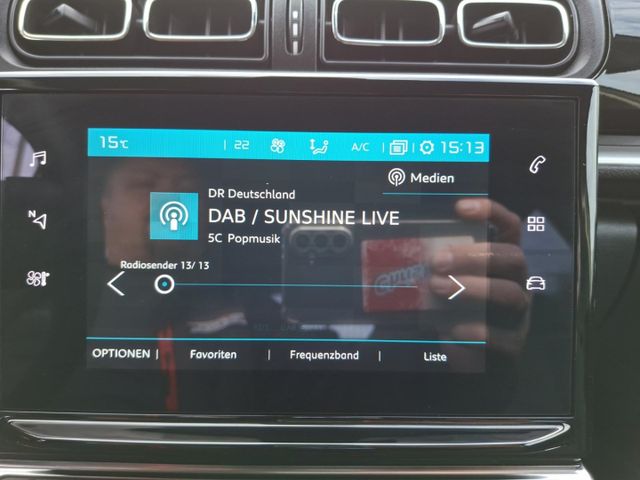 15°C | 22 A/C | | 15:13
Medien
N
DR Deutschland
DAB / SUNSHINE LIVE
5C Popmusik
Radiosender 13/ 13
OPTIONEN | Favoriten | Frequenzband | Liste